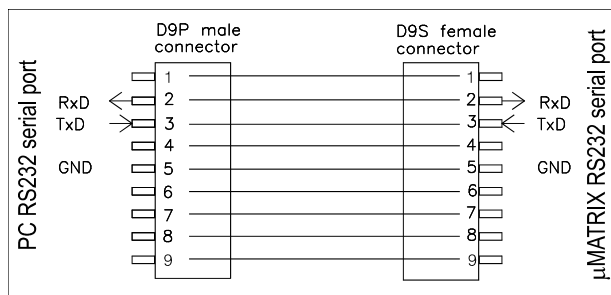 D9P male
connector
D9S female
connector
PC RS232 serial port
RxD
TxD
GND
1
2
3
4
5
6
7
8
9
1
2
3
4
5
6
7
8
9
RxD
TxD
GND
µMATRIX RS232 serial port